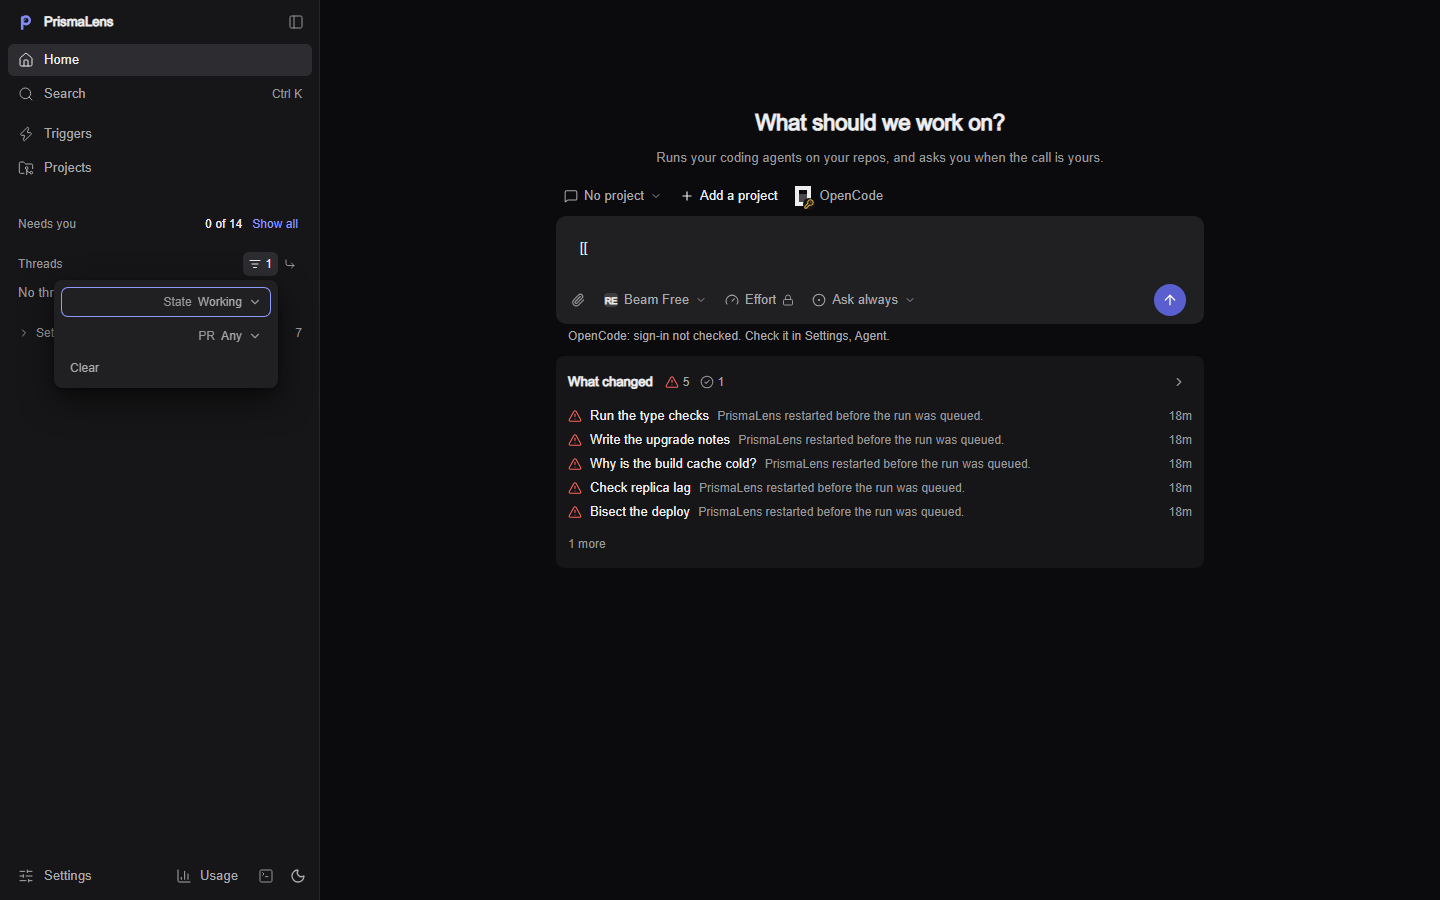 PrismaLens
Home
Search Ctrl K
Triggers
Projects
Needs you 0 of 14 Show all
Threads 1
No thr
State Working
Set 7
PR Any
Clear
Settings Usage
What should we work on?
Runs your coding agents on your repos, and asks you when the call is yours.
No project + Add a project OpenCode
[[
RE Beam Free Effort Ask always
OpenCode: sign-in not checked. Check it in Settings, Agent.
What changed 5 1
Run the type checks PrismaLens restarted before the run was queued. 18m
Write the upgrade notes PrismaLens restarted before the run was queued. 18m
Why is the build cache cold? PrismaLens restarted before the run was queued. 18m
Check replica lag PrismaLens restarted before the run was queued. 18m
Bisect the deploy PrismaLens restarted before the run was queued. 18m
1 more